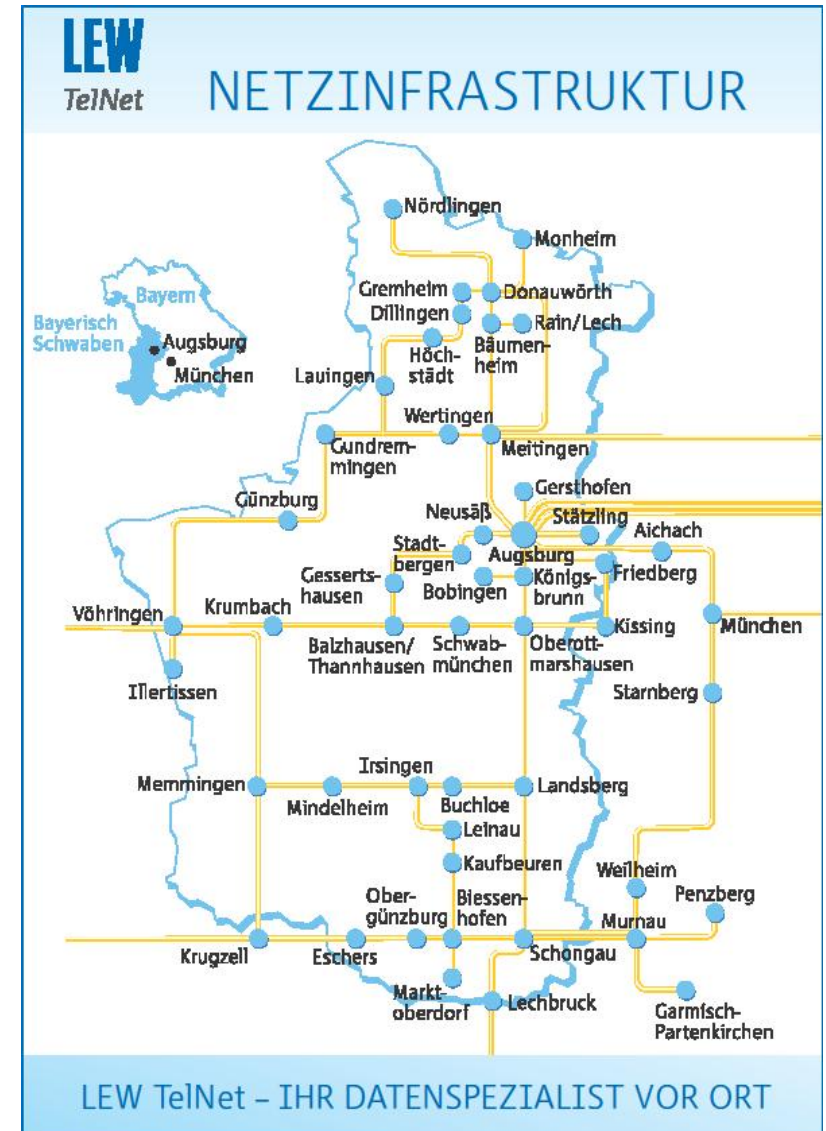 LEW
TelNet
NETZINFRASTRUKTUR
Nördlingen
Monheim
Gremheim
Donauwörth
Dillingen
Rain/Lech
Bayern
Bayerisch
Schwaben
Augsburg
München
Höch-
städt
Bäumen-
heim
Lauingen
Wertingen
Gundrem-
mingen
Meitingen
Gersthofen
Günzburg
Neusäß
Stätzling
Aichach
Stadt-
bergen
Augsburg
Gesserts-
hausen
Bobingen
Königs-
brunn
Friedberg
Vöhringen
Krumbach
Balzhausen/
Thannhausen
Schwab-
münchen
Oberott-
marshausen
Kissing
München
Illertissen
Starnberg
Irsingen
Memmingen
Mindelheim
Buchloe
Landsberg
Leinau
Kaufbeuren
Weilheim
Penzberg
Ober-
günzburg
Biessen-
hofen
Murnau
Krugzell
Eschers
Schongau
Markt-
oberdorf
Lechbruck
Garmisch-
Partenkirchen
LEW TelNet – IHR DATENSPEZIALIST VOR ORT